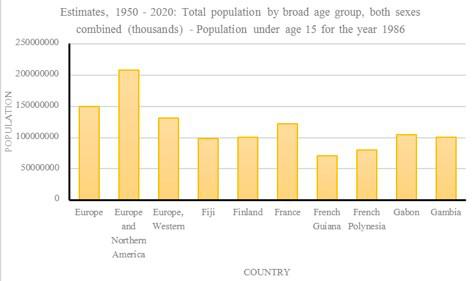 Estimates, 1950 - 2020: Total population by broad age group, both sexes
combined (thousands) - Population under age 15 for the year 1986
POPULATION
250000000
200000000
150000000
100000000
50000000
0
Europe
Europe
and
Northern
America
Europe,
Western
Fiji
Finland
France
French
Guiana
French
Polynesia
Gabon
Gambia
COUNTRY